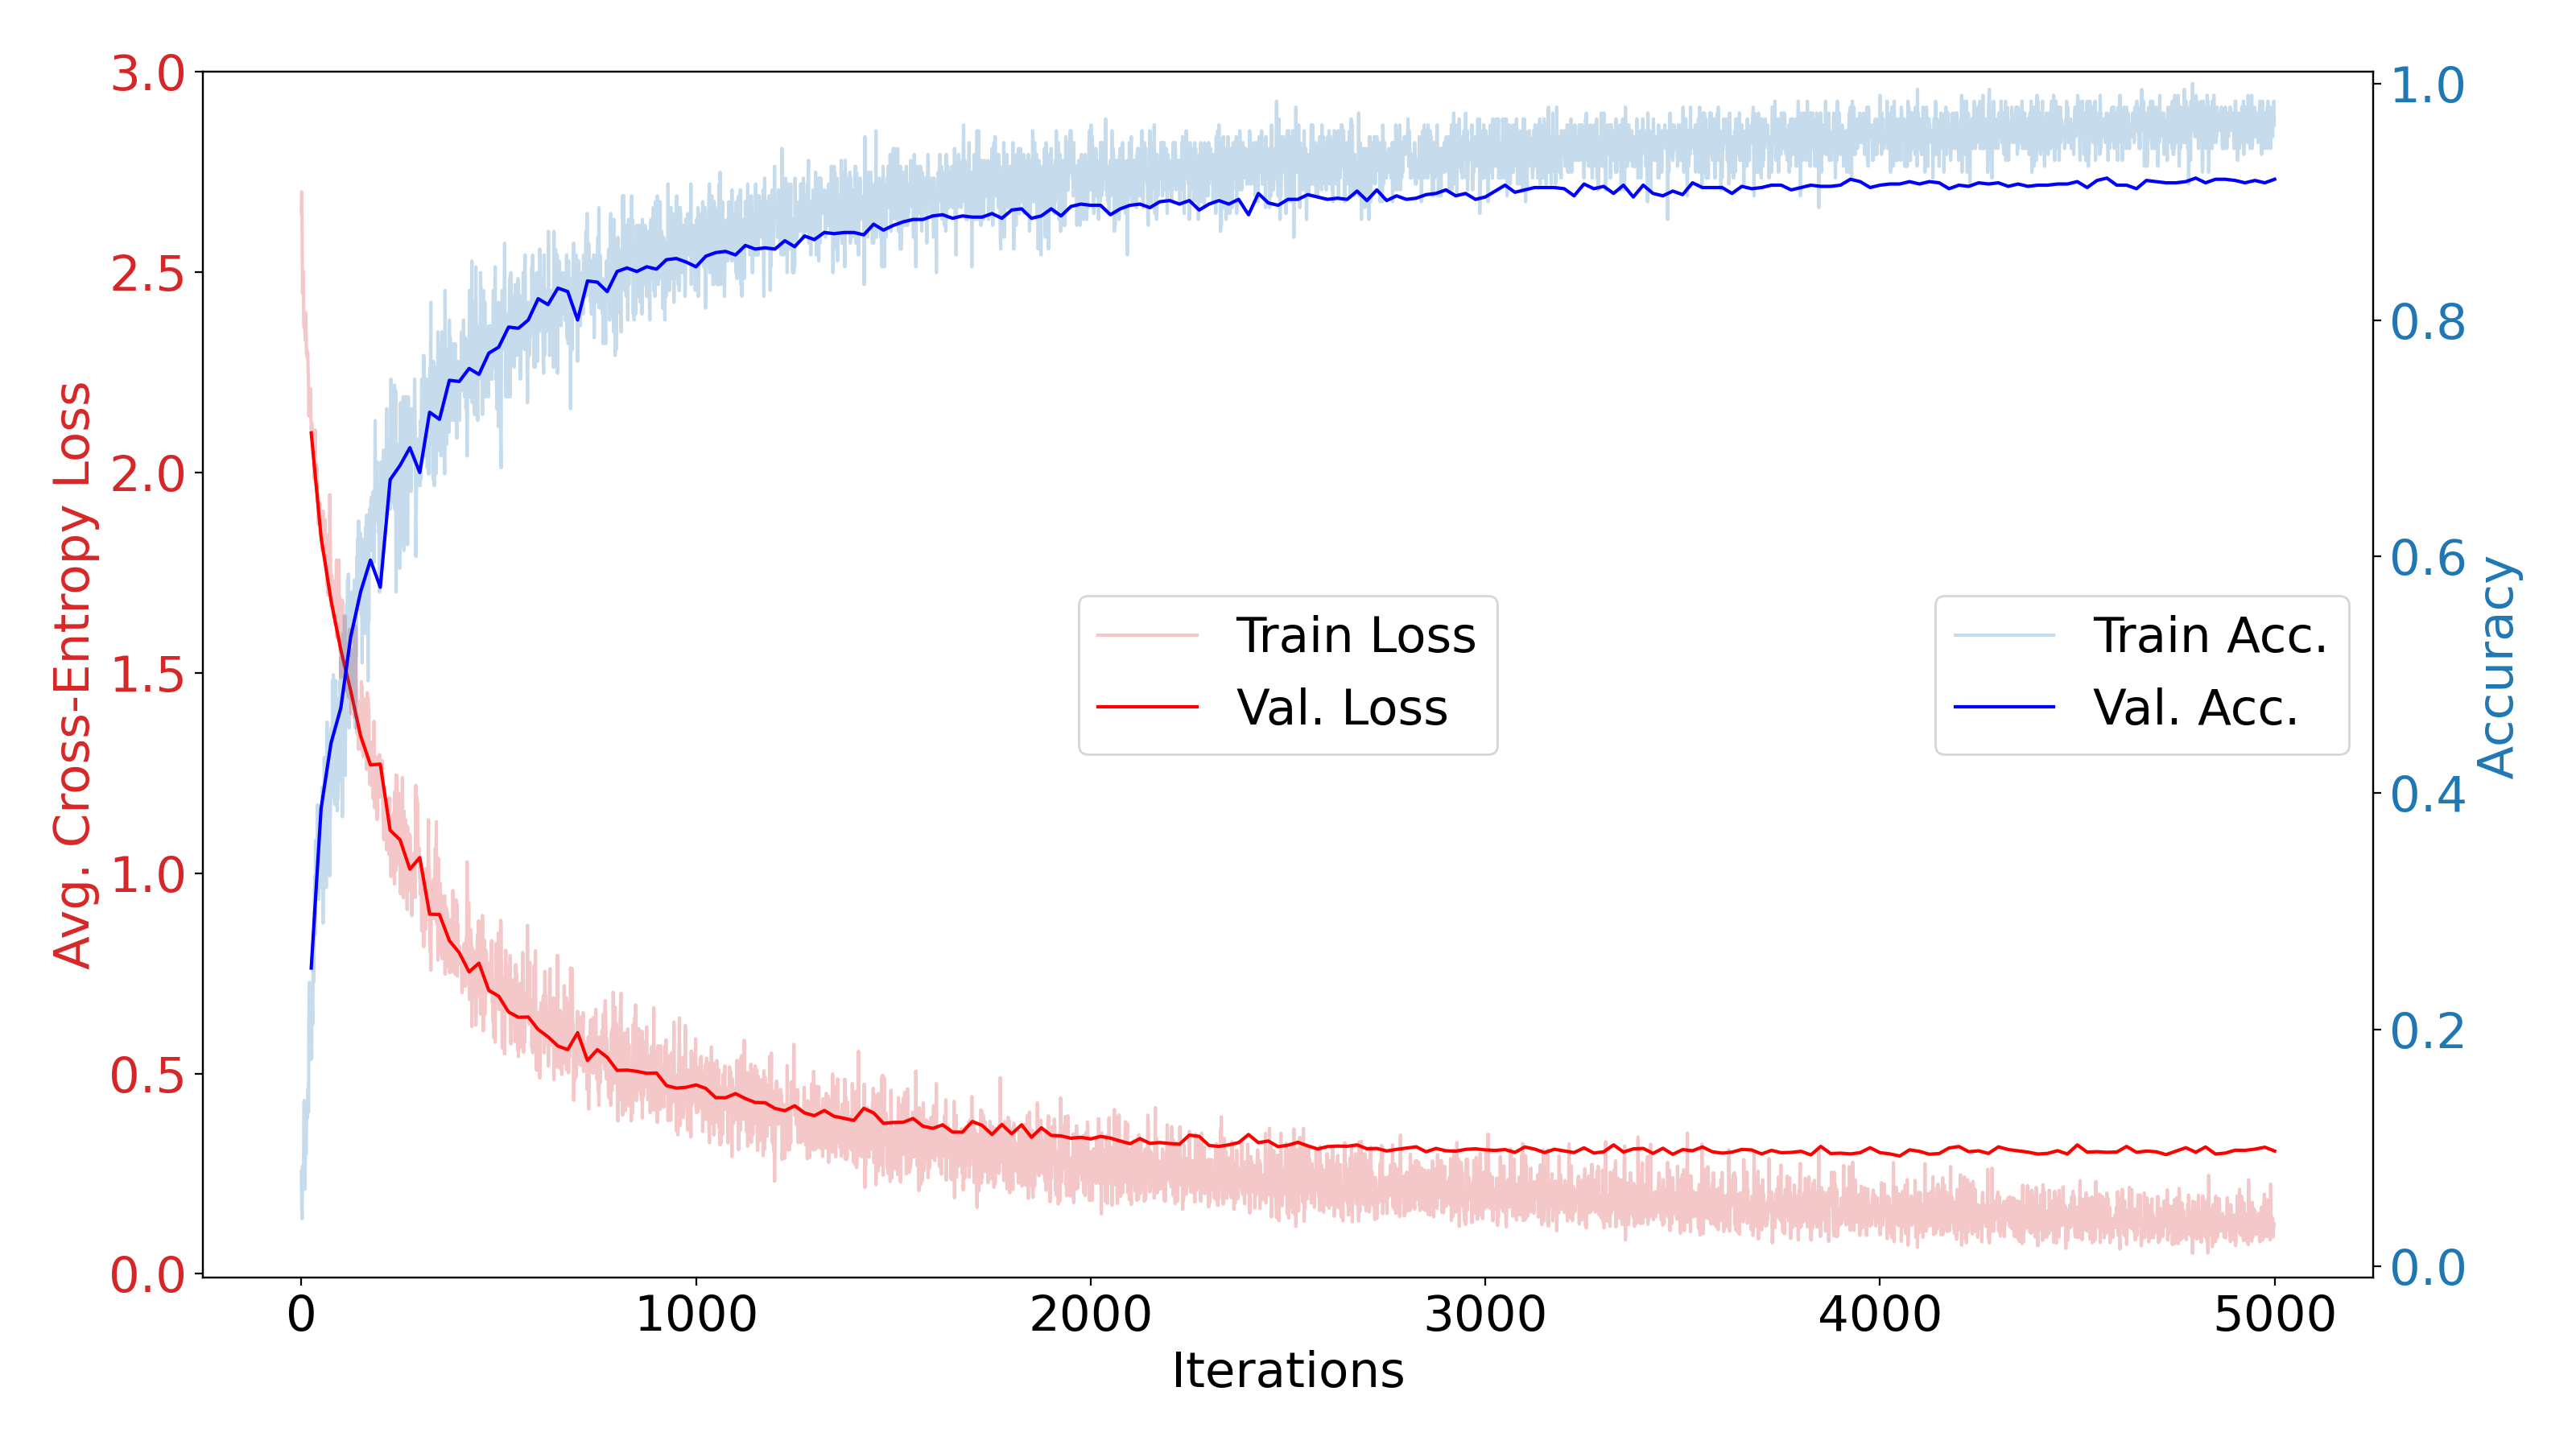 3.0
2.5
2.0
1.5
1.0
0.5
0.0
Avg. Cross-Entropy Loss
0 1000 2000 3000 4000 5000
Iterations
Train Loss
Val. Loss
Train Acc.
Val. Acc.
1.0
0.8
0.6
0.4
0.2
0.0
Accuracy